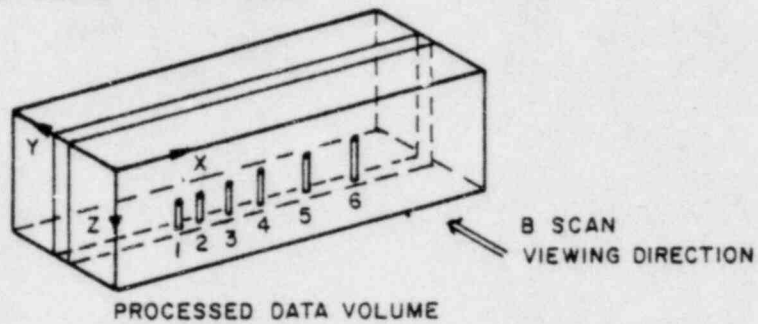 Y
X
Z
1 2 3 4 5 6
B SCAN
VIEWING DIRECTION
PROCESSED DATA VOLUME